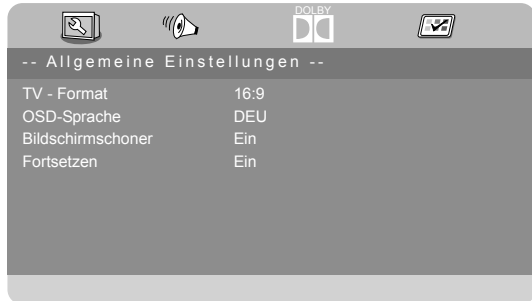 DOLBY
-- Allgemeine Einstellungen --
TV - Format 16:9
OSD-Sprache DEU
Bildschirmschoner Ein
Fortsetzen Ein